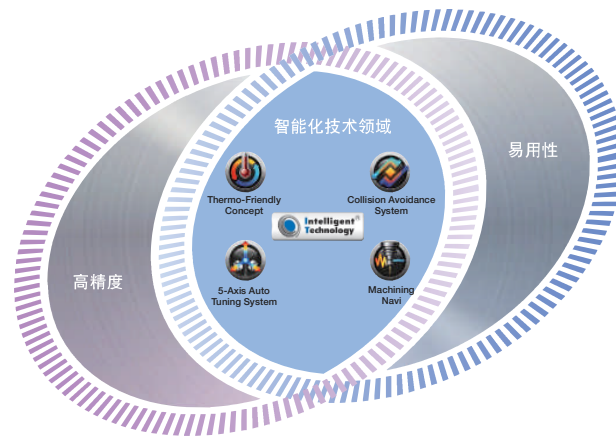 智能化技术领域
易用性
Thermo-Friendly
Concept
Collision Avoidance
System
Intelligent®
Technology
高精度
5-Axis Auto
Tuning System
Machining
Navi